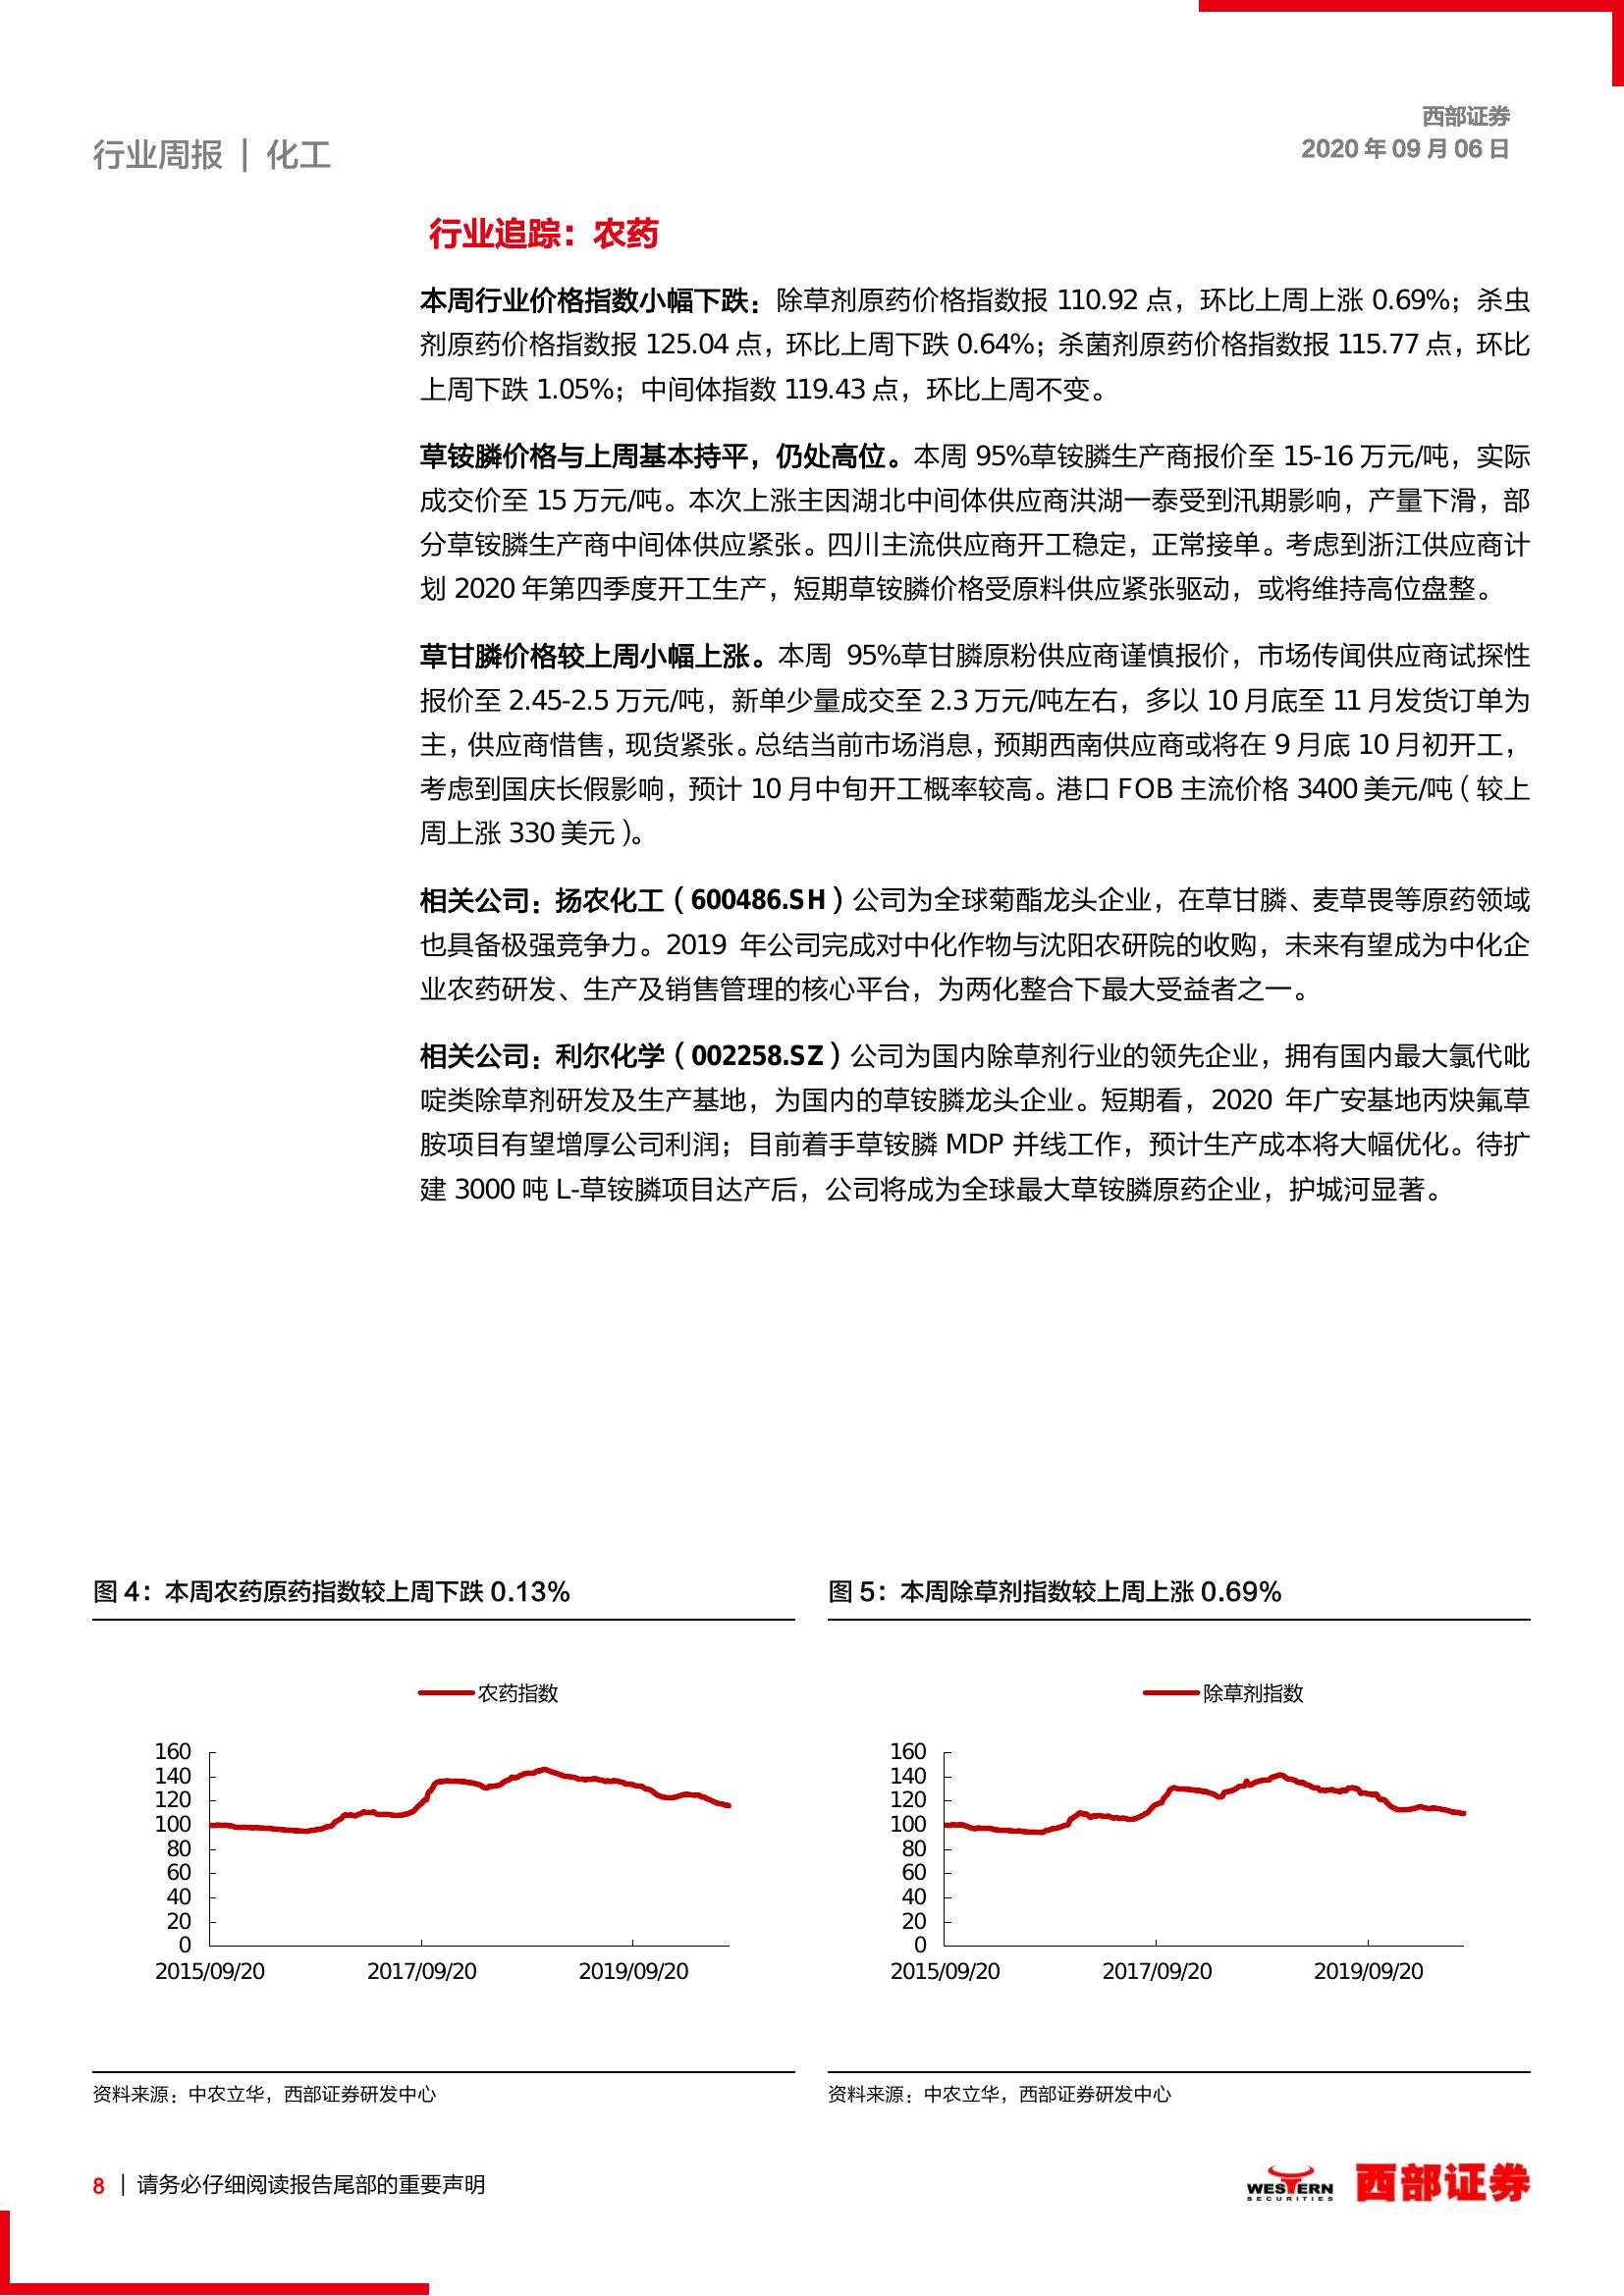 西部证券
行业周报 | 化工
2020 年 09 月 06 日
行业追踪：农药
本周行业价格指数小幅下跌：除草剂原药价格指数报 110.92 点，环比上周上涨 0.69%；杀虫
剂原药价格指数报 125.04 点，环比上周下跌 0.64%；杀菌剂原药价格指数报 115.77 点，环比
上周下跌 1.05%；中间体指数 119.43 点，环比上周不变。
草铵膦价格与上周基本持平，仍处高位。本周 95%草铵膦生产商报价至 15-16 万元/吨，实际
成交价至 15 万元/吨。本次上涨主因湖北中间体供应商洪湖一泰受到汛期影响，产量下滑，部
分草铵膦生产商中间体供应紧张。四川主流供应商开工稳定，正常接单。考虑到浙江供应商计
划 2020 年第四季度开工生产，短期草铵膦价格受原料供应紧张驱动，或将维持高位盘整。
草甘膦价格较上周小幅上涨。本周 95%草甘膦原粉供应商谨慎报价，市场传闻供应商试探性
报价至 2.45-2.5 万元/吨，新单少量成交至 2.3 万元/吨左右，多以 10 月底至 11 月发货订单为
主，供应商惜售，现货紧张。总结当前市场消息，预期西南供应商或将在 9 月底 10 月初开工，
考虑到国庆长假影响，预计 10 月中旬开工概率较高。港口 FOB 主流价格 3400 美元/吨（较上
周上涨 330 美元）。
相关公司：扬农化工（600486.SH）公司为全球菊酯龙头企业，在草甘膦、麦草畏等原药领域
也具备极强竞争力。2019 年公司完成对中化作物与沈阳农研院的收购，未来有望成为中化企
业农药研发、生产及销售管理的核心平台，为两化整合下最大受益者之一。
相关公司：利尔化学（002258.SZ）公司为国内除草剂行业的领先企业，拥有国内最大氯代吡
啶类除草剂研发及生产基地，为国内的草铵膦龙头企业。短期看，2020 年广安基地丙炔氟草
胺项目有望增厚公司利润；目前着手草铵膦 MDP 并线工作，预计生产成本将大幅优化。待扩
建 3000 吨 L-草铵膦项目达产后，公司将成为全球最大草铵膦原药企业，护城河显著。
图 4：本周农药原药指数较上周下跌 0.13%
农药指数
160
140
120
100
80
60
40
20
0
2015/09/20 2017/09/20 2019/09/20
资料来源：中农立华，西部证券研发中心
图 5：本周除草剂指数较上周上涨 0.69%
除草剂指数
160
140
120
100
80
60
40
20
0
2015/09/20 2017/09/20 2019/09/20
资料来源：中农立华，西部证券研发中心
8 | 请务必仔细阅读报告尾部的重要声明
WESTERN
SECURITIES
西部证券